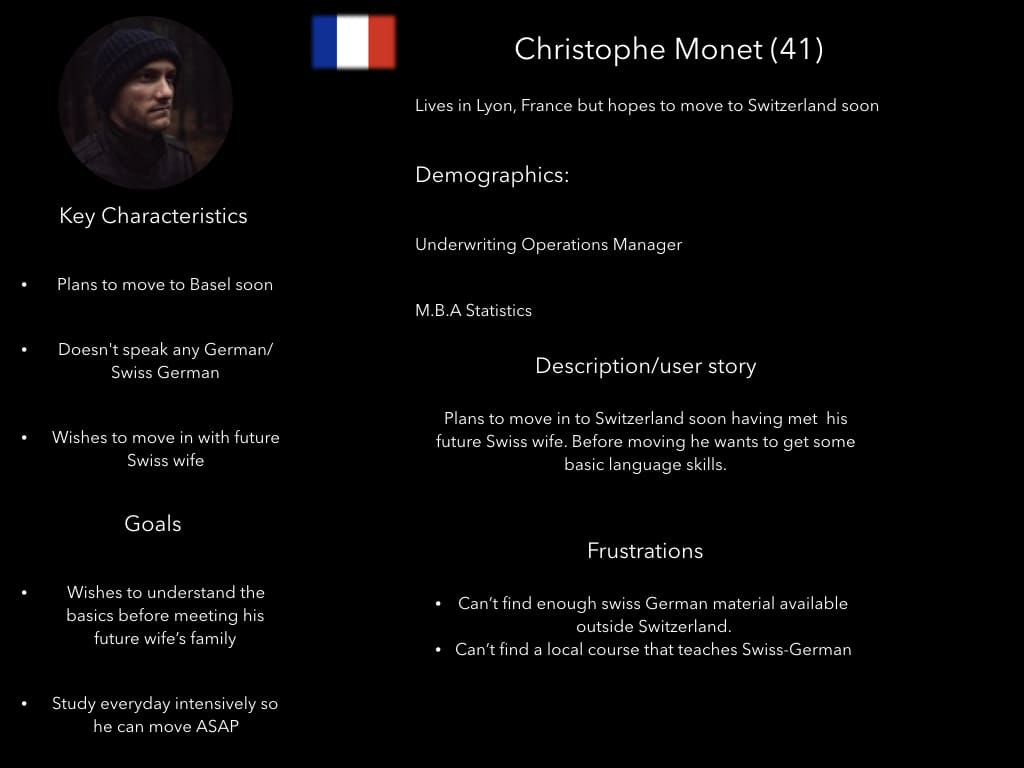 Christophe Monet (41)
Lives in Lyon, France but hopes to move to Switzerland soon
Demographics:
Underwriting Operations Manager
M.B.A Statistics
Description/user story
Plans to move in to Switzerland soon having met  his
future Swiss wife. Before moving he wants to get some
basic language skills.
Frustrations
• Can’t find enough swiss German material available
outside Switzerland.
• Can’t find a local course that teaches Swiss-German
Key Characteristics
• Plans to move to Basel soon
• Doesn't speak any German/
Swiss German
• Wishes to move in with future
Swiss wife
Goals
• Wishes to understand the
basics before meeting his
future wife’s family
• Study everyday intensively so
he can move ASAP